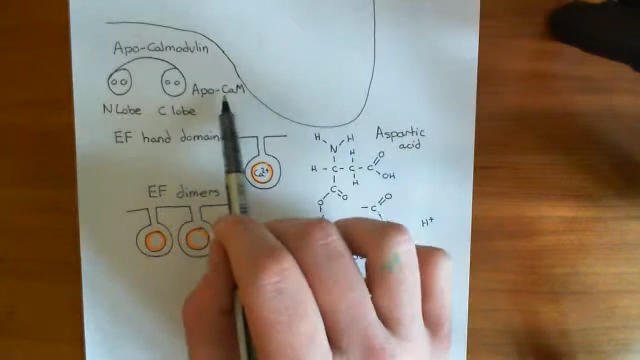 Apo-Calmodulin
Apo-CaM
N Lobe C lobe
EF hand domain
Ca2+
EF dimers
Aspartic
acid
H H
N
H
H - C - C - C O
OH
H
C O
O
C O
H+